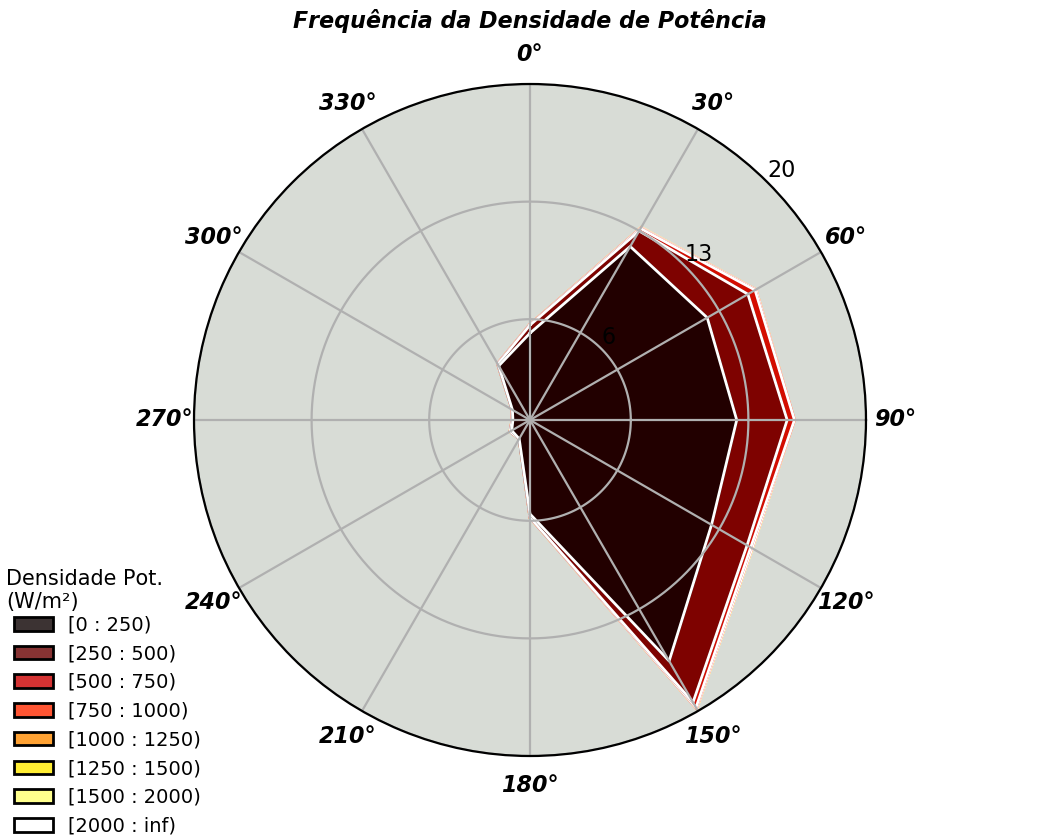 Frequência da Densidade de Potência
0°
330°
30°
20
300°
60°
13
6
270°
90°
240°
120°
210°
150°
180°
Densidade Pot.
(W/m²)
[0 : 250)
[250 : 500)
[500 : 750)
[750 : 1000)
[1000 : 1250)
[1250 : 1500)
[1500 : 2000)
[2000 : inf)